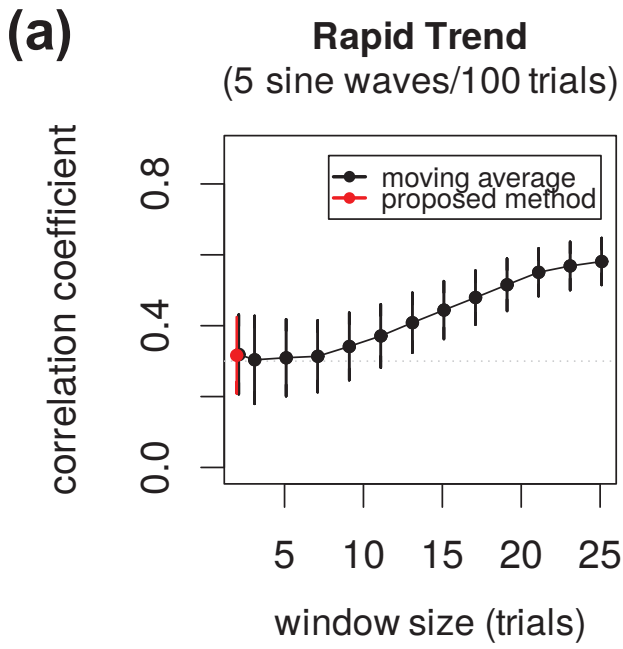 (a)
Rapid Trend
(5 sine waves/100 trials)
correlation coefficient
0.8
0.4
0.0
moving average
proposed method
5 10 15 20 25
window size (trials)